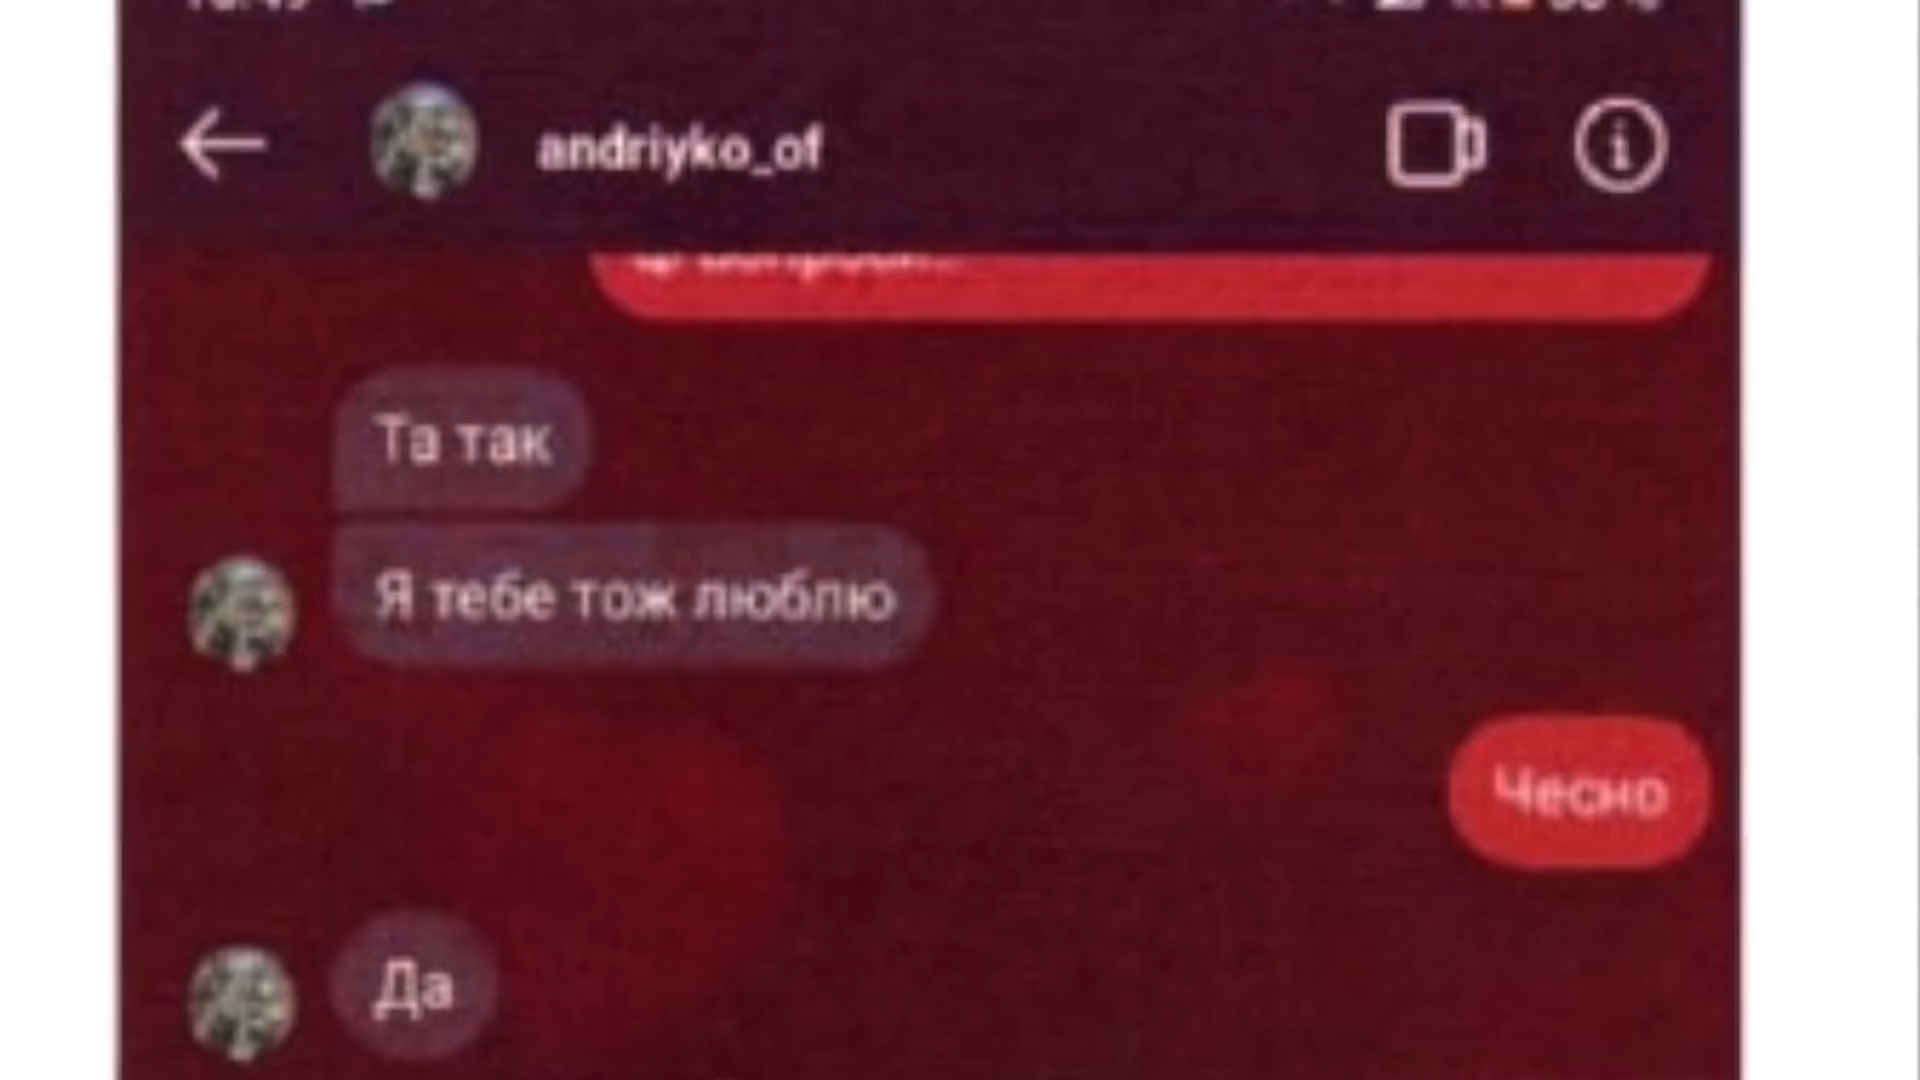 andriyko_of
Та так
Я тебе тож люблю
Чесно
Да